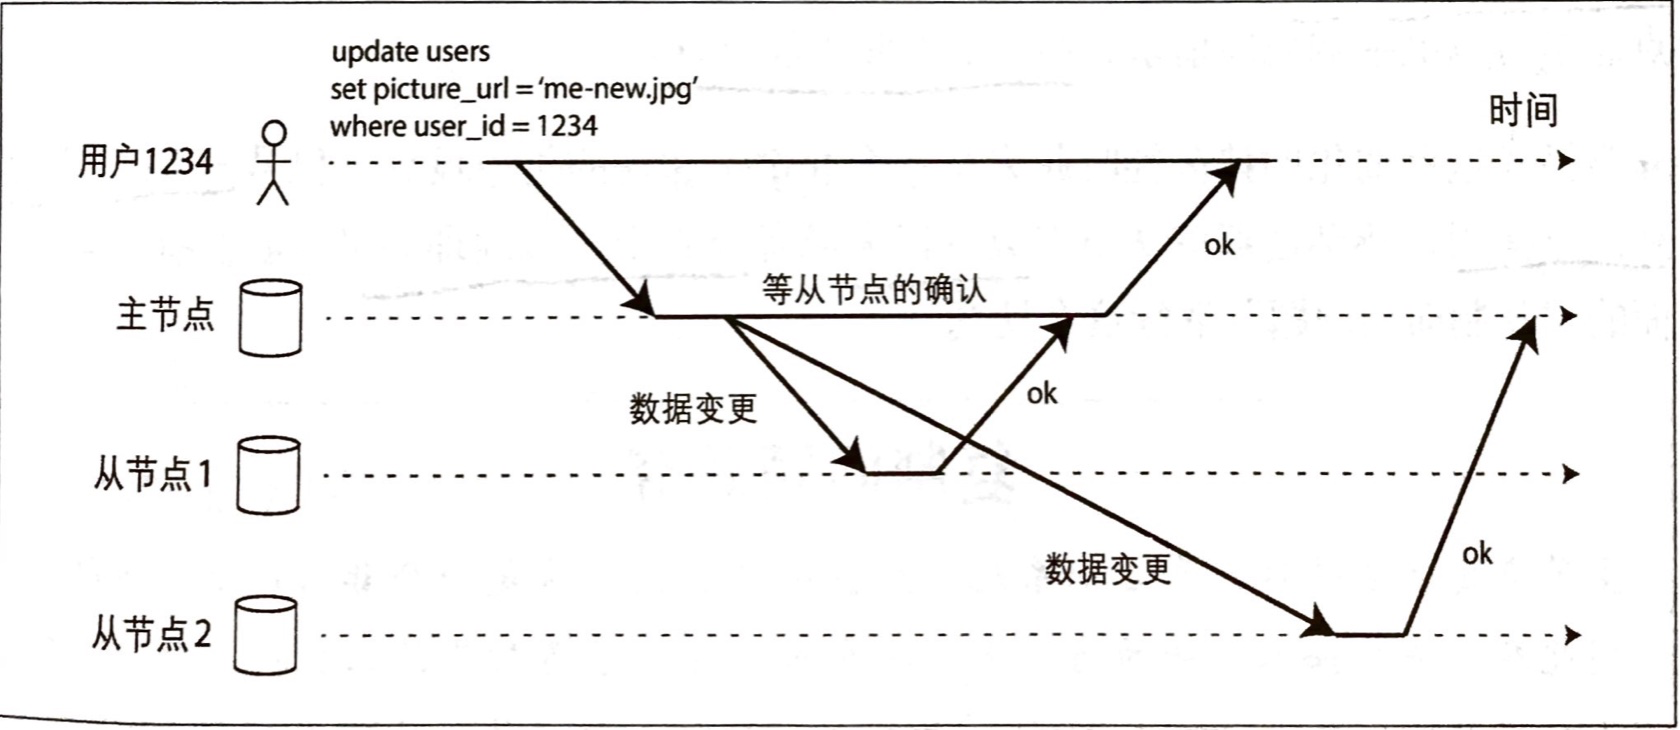 update users
set picture_url = ‘me-new.jpg’
where user_id = 1234
时间
用户1234
ok
等从节点的确认
主节点
数据变更
ok
从节点1
数据变更
ok
从节点2